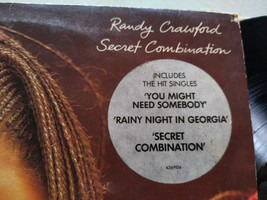 Randy Crawford
Secret Combination
INCLUDES
THE HIT SINGLES
'YOU MIGHT
NEED SOMEBODY'
'RAINY NIGHT IN GEORGIA'
'SECRET
COMBINATION'